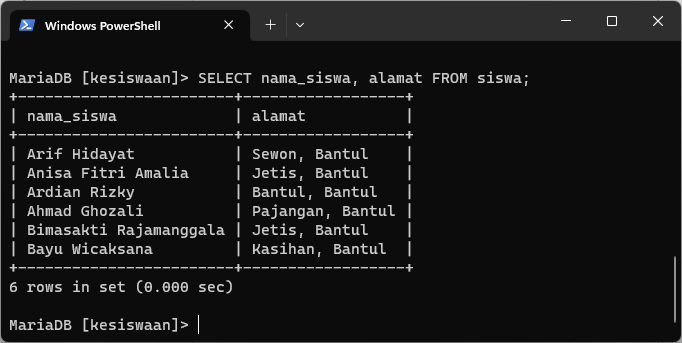 Windows PowerShell
MariaDB [kesiswaan]> SELECT nama_siswa, alamat FROM siswa;
+------------------------+------------------+
| nama_siswa             | alamat           |
+------------------------+------------------+
| Arif Hidayat           | Sewon, Bantul    |
| Anisa Fitri Amalia     | Jetis, Bantul    |
| Ardian Rizky           | Bantul, Bantul   |
| Ahmad Ghozali          | Pajangan, Bantul |
| Bimasakti Rajamanggala | Jetis, Bantul    |
| Bayu Wicaksana         | Kasihan, Bantul  |
+------------------------+------------------+
6 rows in set (0.000 sec)
MariaDB [kesiswaan]>